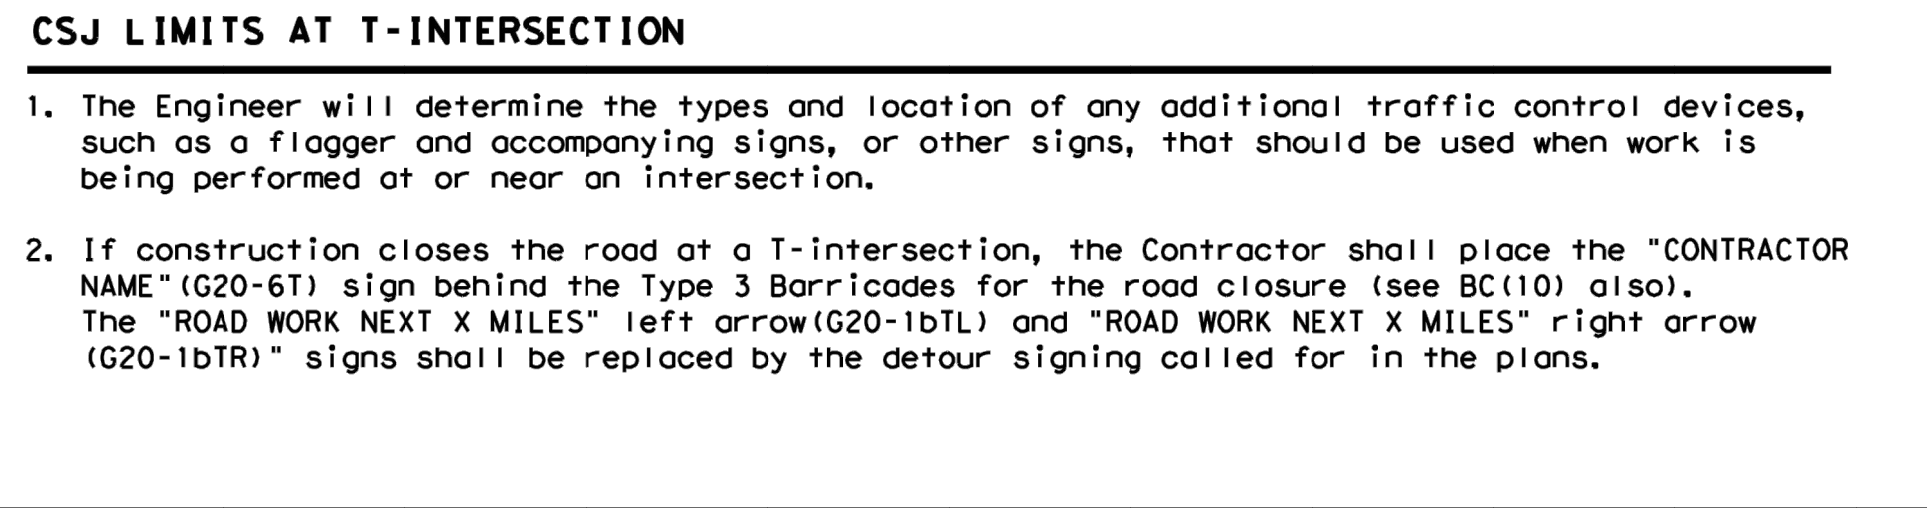 CSJ LIMITS AT T-INTERSECTION
1. The Engineer will determine the types and location of any additional traffic control devices,
such as a flagger and accompanying signs, or other signs, that should be used when work is
being performed at or near an intersection.
2. If construction closes the road at a T-intersection, the Contractor shall place the "CONTRACTOR
NAME"(G20-6T) sign behind the Type 3 Barricades for the road closure (see BC(10) also).
The "ROAD WORK NEXT X MILES" left arrow(G20-1bTL) and "ROAD WORK NEXT X MILES" right arrow
(G20-1bTR)" signs shall be replaced by the detour signing called for in the plans.